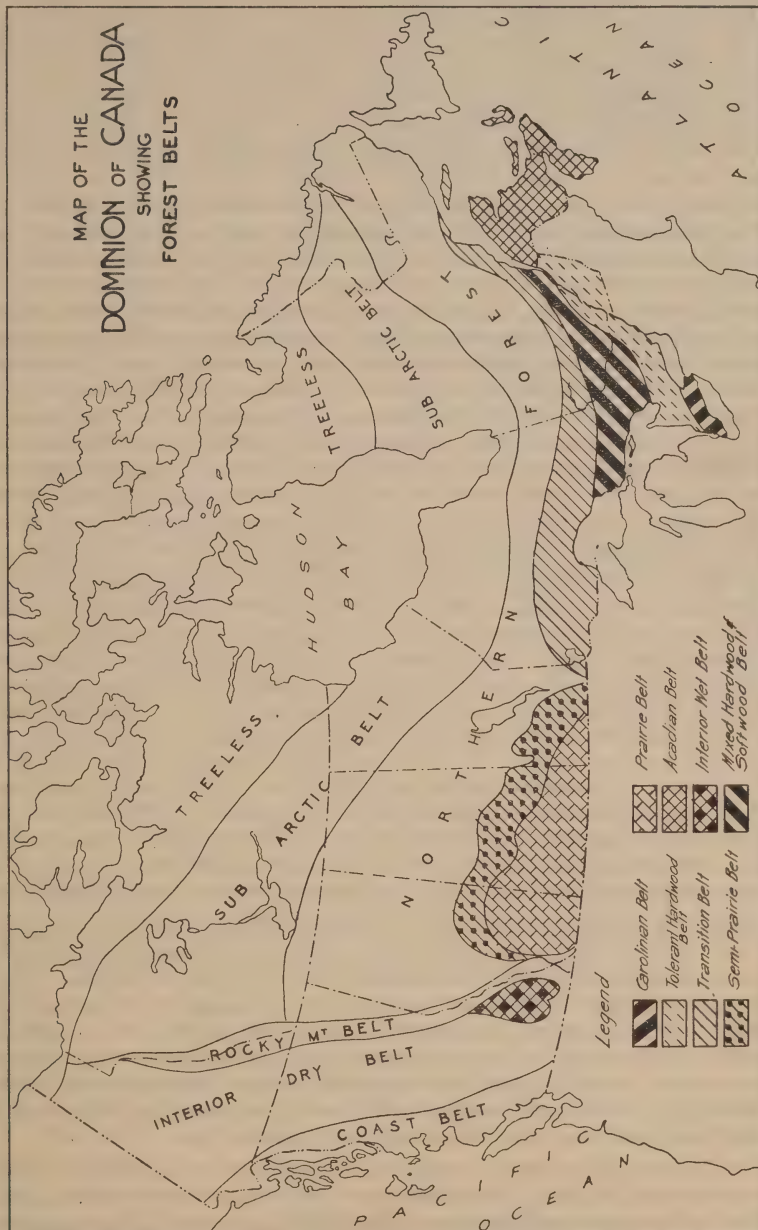 MAP OF THE
DOMINION OF CANADA
SHOWING
FOREST BELTS
ATLANTIC
OCEAN
TREELESS
SUB ARCTIC BELT
HUDSON
BAY
TREELESS
SUB ARCTIC BELT
NORTHERN FOREST
ROCKY MT BELT
INTERIOR DRY BELT
COAST BELT
PACIFIC
OCEAN
Legend
Carolinian Belt
Tolerant Hardwood
Belt
Transition Belt
Semi-Prairie Belt
Prairie Belt
Acadian Belt
Interior Wet Belt
Mixed Hardwood &
Softwood Belt